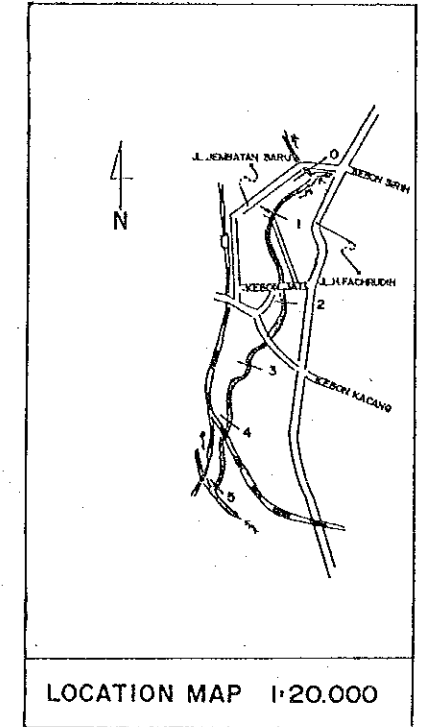 JL. JEMBATAN BARU
0
KEBON SIRIH
1
N
KEBON JATI
JL.H.FACHRUDIN
2
3
KEBON KACANG
4
5
LOCATION MAP 1:20.000